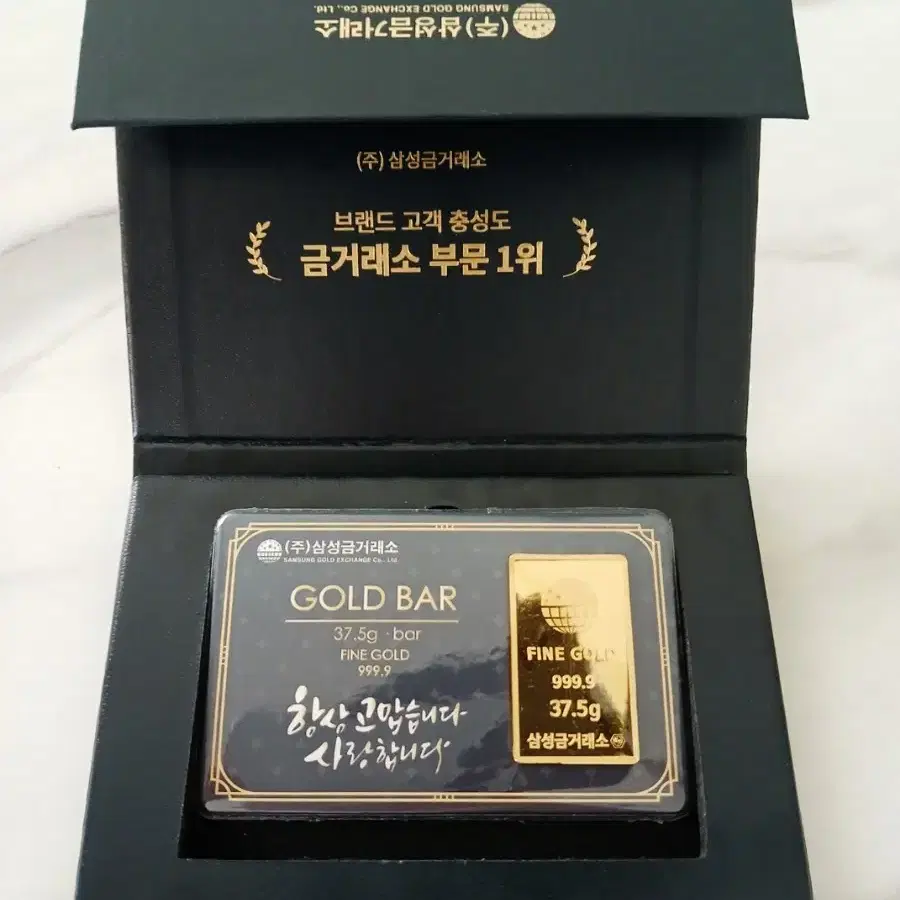 (주)삼성금거래소
SAMSUNG GOLD EXCHANGE Co., Ltd.
(주) 삼성금거래소
브랜드 고객 충성도
금거래소 부문 1위
(주)삼성금거래소
SAMSUNG GOLD EXCHANGE Co., Ltd
GOLD BAR
37.5g · bar
FINE GOLD
999.9
항상 고맙습니다
사랑합니다
FINE GOLD
999.9
37.5g
삼성금거래소